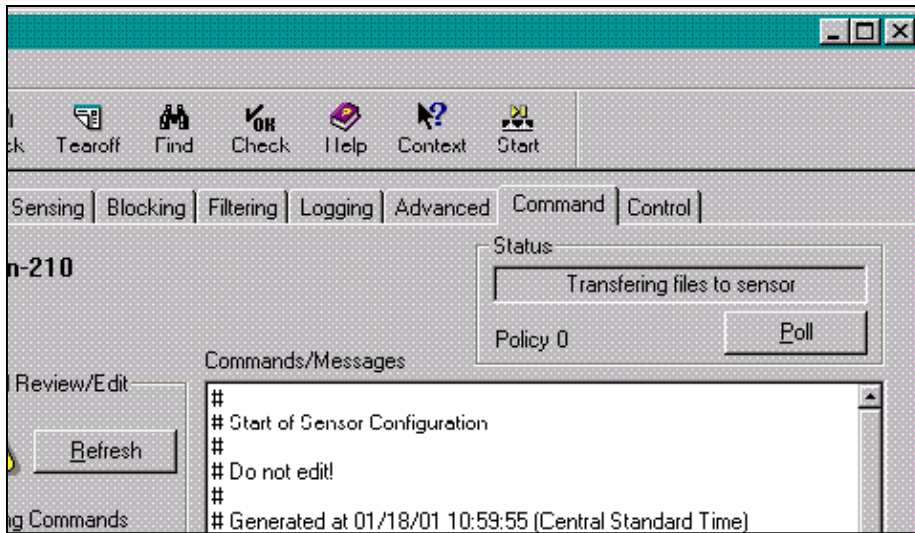 ck Tearoff Find Check Help Context Start
Sensing Blocking Filtering Logging Advanced Command Control
n-210
Status
Transfering files to sensor
Policy 0
Poll
Commands/Messages
Review/Edit
Refresh
#
# Start of Sensor Configuration
#
# Do not edit!
#
# Generated at 01/18/01 10:59:55 (Central Standard Time)
ng Commands